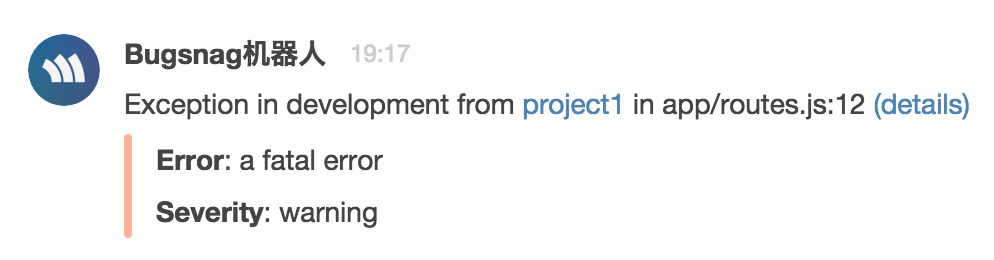 Bugsnag机器人 19:17
Exception in development from project1 in app/routes.js:12 (details)
Error: a fatal error
Severity: warning